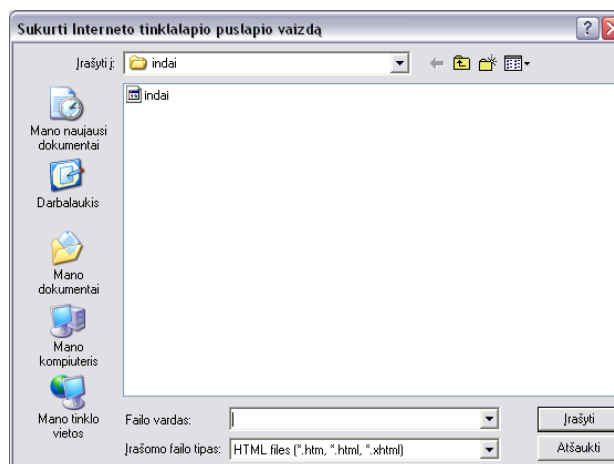 Sukurti Interneto tinklalapio puslapio vaizdą
Įrašyti į:
indai
indai
Mano naujausi
dokumentai
Darbalaukis
Mano
dokumentai
Mano
kompiuteris
Mano tinklo
vietos
Failo vardas:
Įrašyti
Įrašomo failo tipas:
HTML files (*.htm, *.html, *.xhtml)
Atšaukti